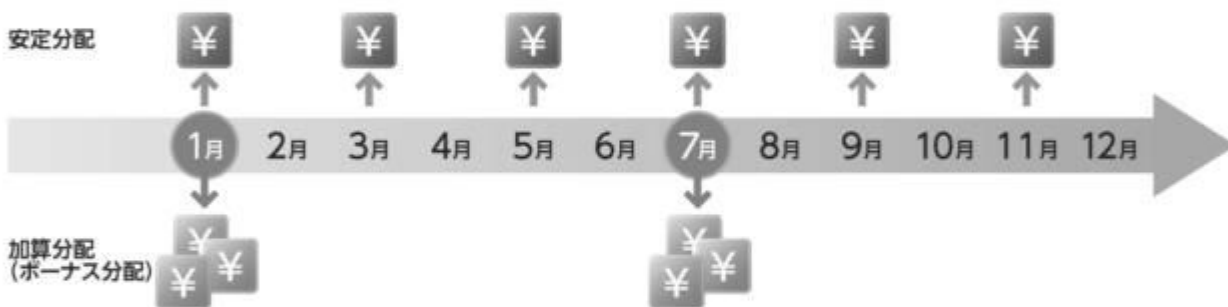 安定分配
¥ ¥ ¥ ¥ ¥ ¥
1月 2月 3月 4月 5月 6月 7月 8月 9月 10月 11月 12月
¥ ¥ ¥ ¥ ¥ ¥
加算分配
(ボーナス分配)